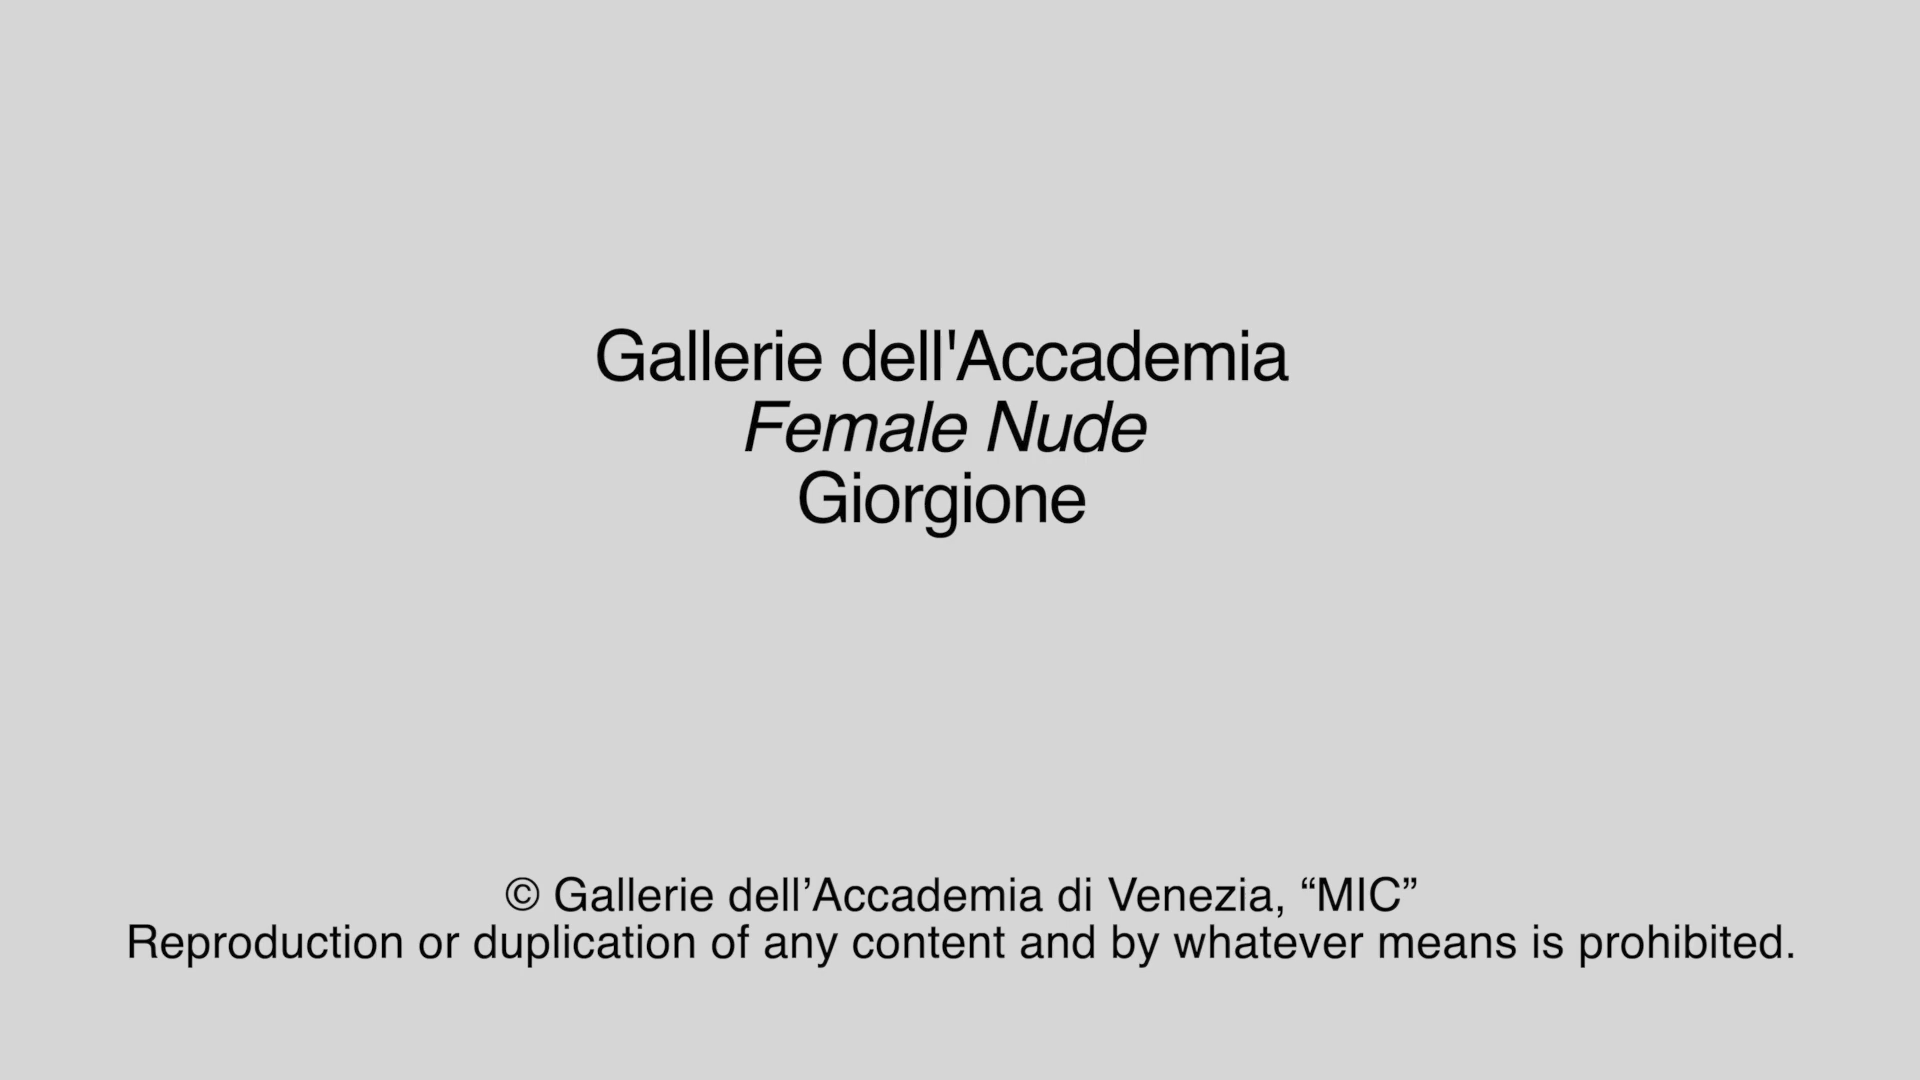 Gallerie dell'Accademia
Female Nude
Giorgione
© Gallerie dell’Accademia di Venezia, “MIC”
Reproduction or duplication of any content and by whatever means is prohibited.